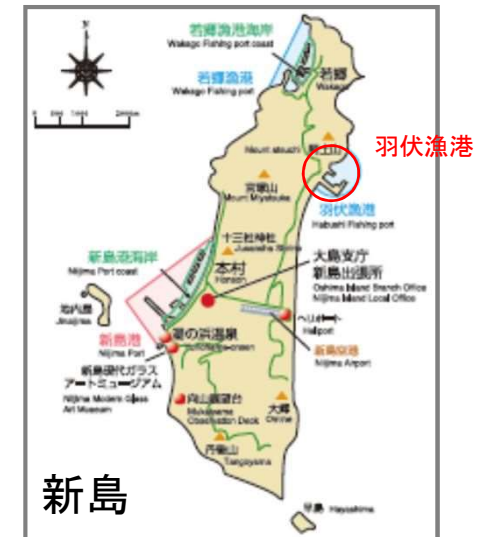 若郷漁港海岸
Wakago Fishing port coast
若郷漁港
Wakago Fishing port
若郷
Wakago
0
2000m
Mount atsuchi
羽伏漁港
宮塚山
Mount Miyatsuka
羽伏漁港
Habushi Fishing port
十三社神社
新島港海岸
Niijima Port coast
本村
Honson
大島支庁
新島出張所
Oshima Island Branch Office
Niijima Island Local Office
地内島
Jinaijima
ヘリポート
Heliport
新島港
Niijima Port
湯の浜温泉
新島空港
Niijima Airport
新島現代ガラス
アートミュージアム
Niijima Modern Glass
Art Museum
向山展望台
Mukaiyama
Observation Deck
大峰
Omine
丹後山
Tangoyama
新島
早島 Hayashima